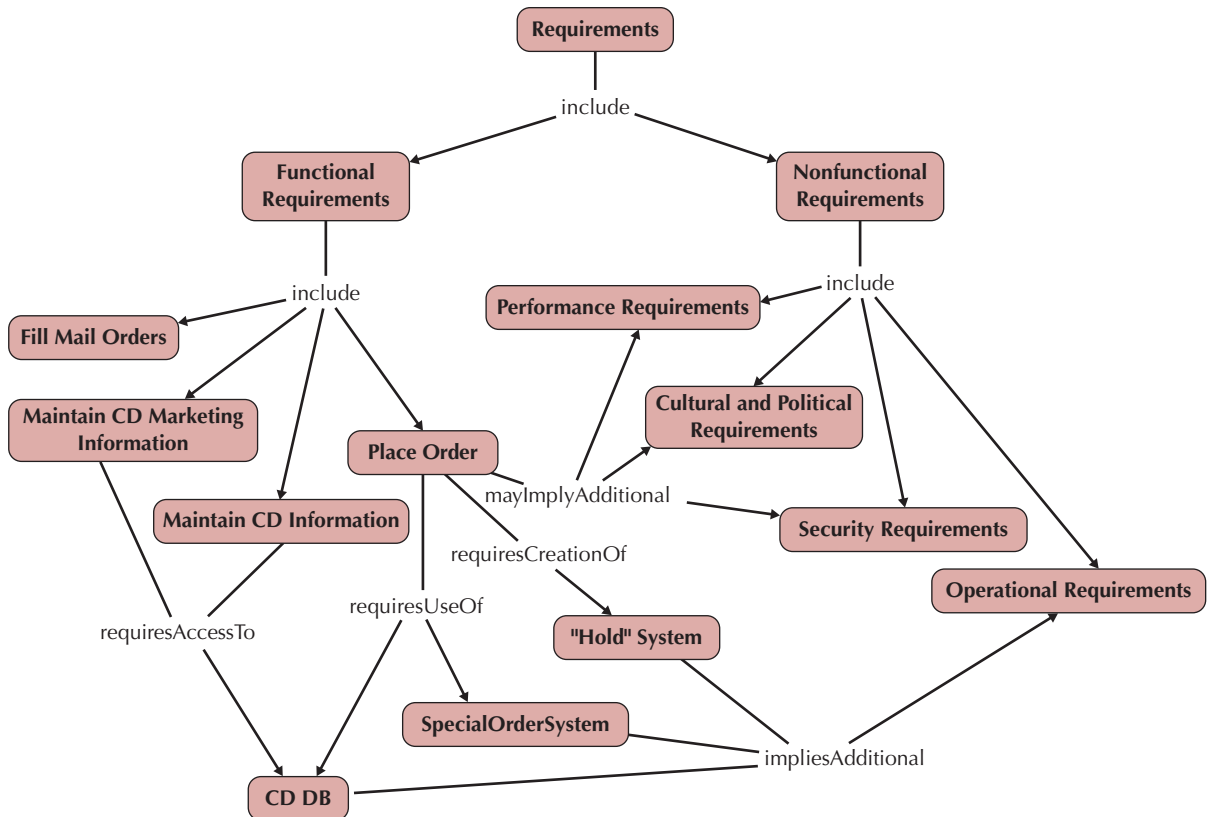 Requirements
include
Functional
Requirements
Nonfunctional
Requirements
include
include
Performance Requirements
Fill Mail Orders
Maintain CD Marketing
Information
Cultural and Political
Requirements
Place Order
mayImplyAdditional
Maintain CD Information
Security Requirements
requiresCreationOf
Operational Requirements
requiresUseOf
requiresAccessTo
"Hold" System
SpecialOrderSystem
impliesAdditional
CD DB